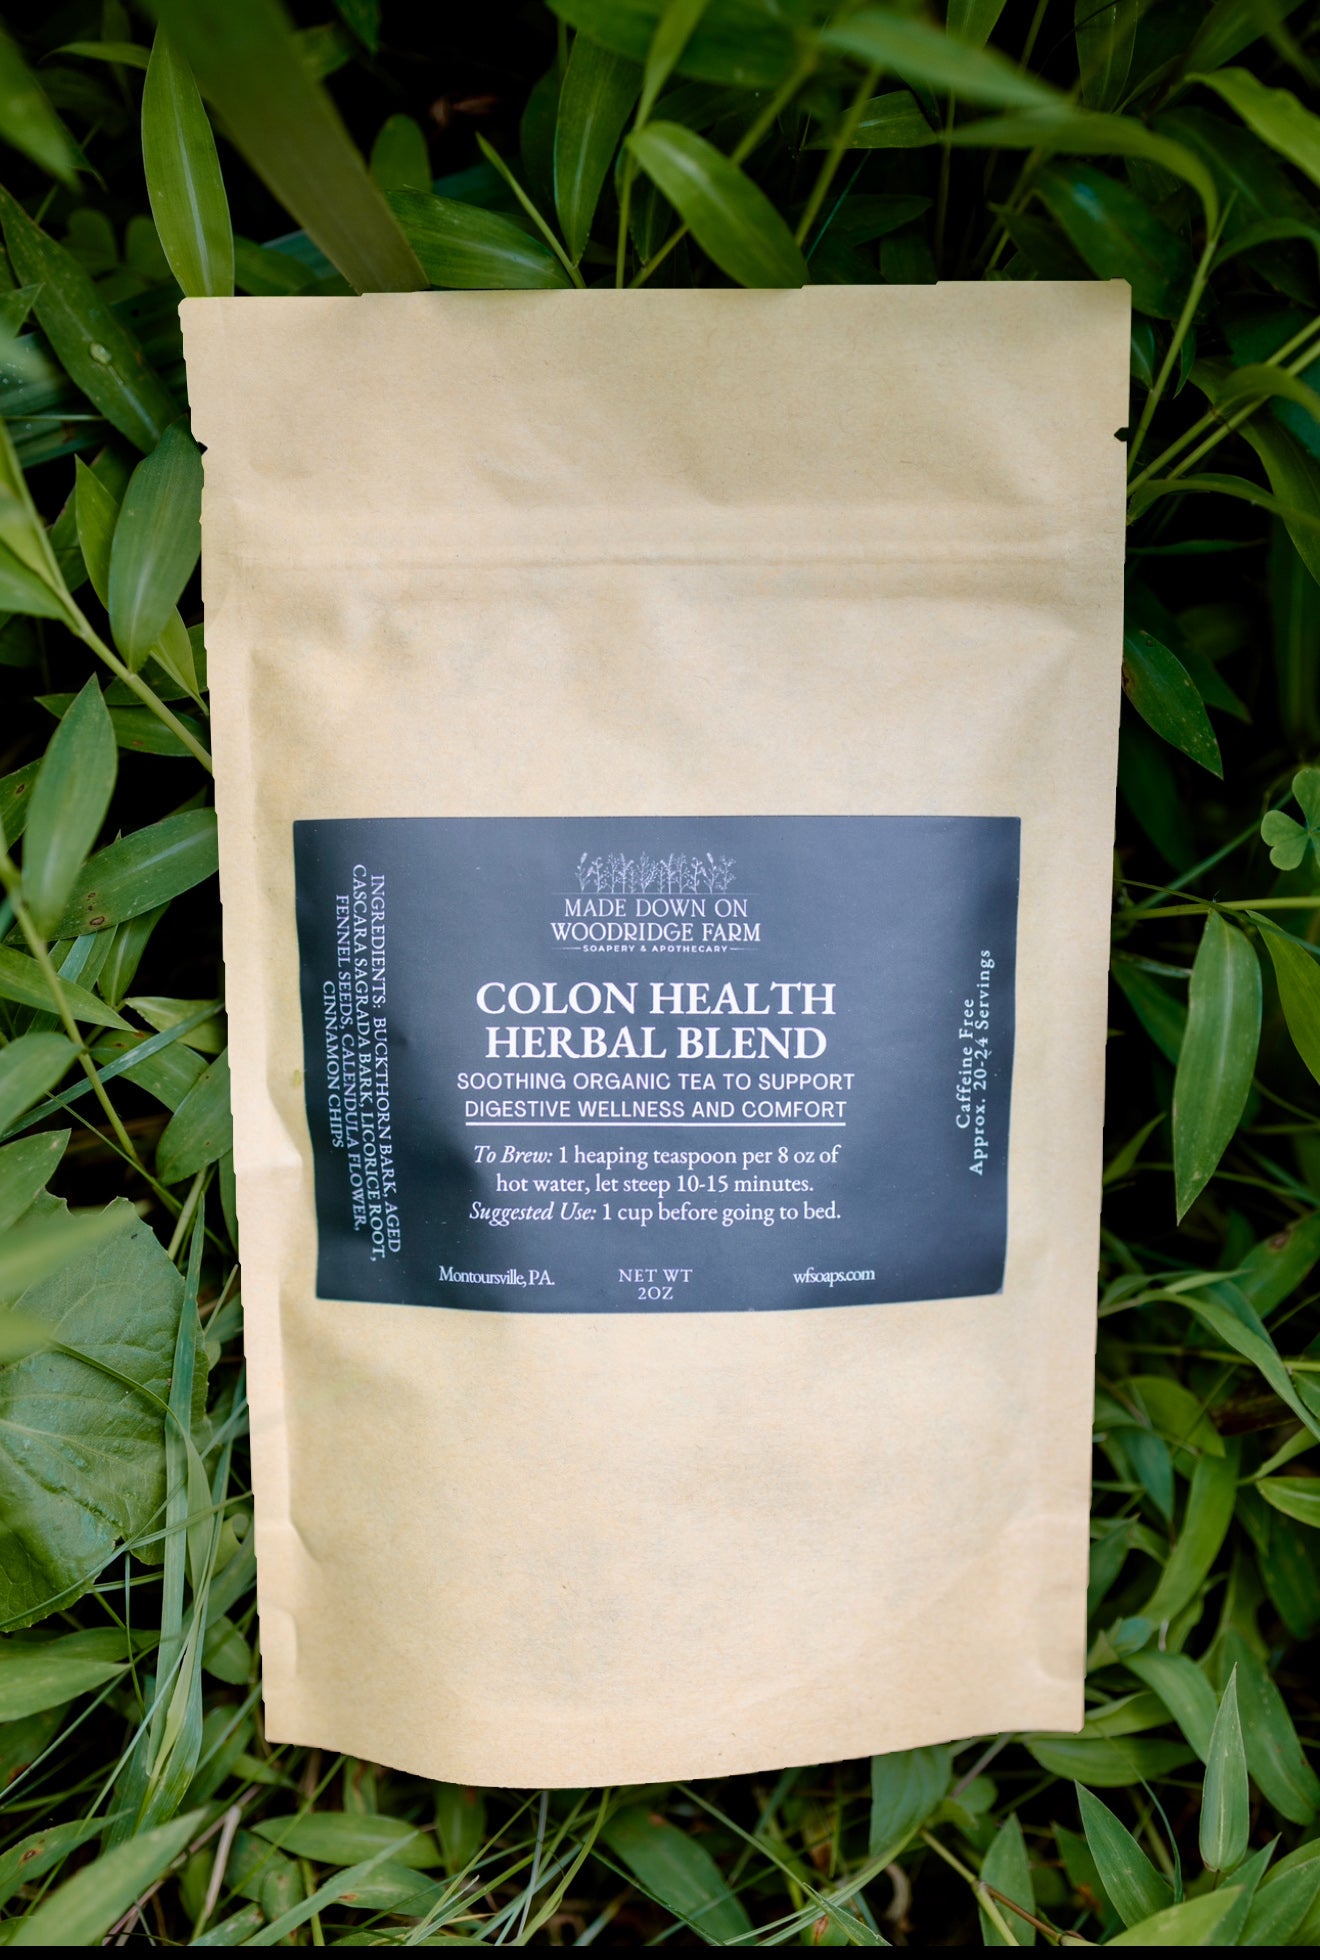 MADE DOWN ON
WOODRIDGE FARM
SOAPERY & APOTHECARY
COLON HEALTH
HERBAL BLEND
SOOTHING ORGANIC TEA TO SUPPORT
DIGESTIVE WELLNESS AND COMFORT
To Brew: 1 heaping teaspoon per 8 oz of
hot water, let steep 10-15 minutes.
Suggested Use: 1 cup before going to bed.
Montoursville, PA.
NET WT
2OZ
wfsoaps.com
INGREDIENTS: BUCKTHORN BARK, AGED
CASCARA SAGRADA BARK, LICORICE ROOT,
FENNEL SEEDS, CALENDULA FLOWER,
CINNAMON CHIPS
Caffeine Free
Approx. 20-24 Servings